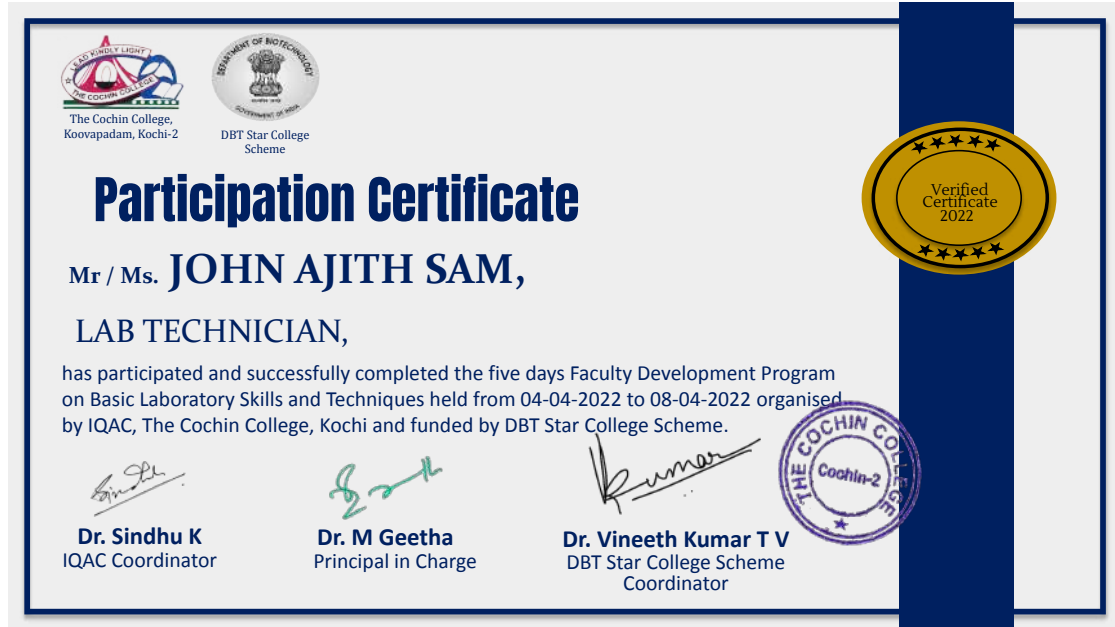 LEAD KINDLY LIGHT
THE COCHIN COLLEGE
The Cochin College,
Koovapadam, Kochi-2
DEPARTMENT OF BIOTECHNOLOGY
GOVERNMENT OF INDIA
DBT Star College
Scheme
Participation Certificate
Verified
Certificate
2022
Mr / Ms. JOHN AJITH SAM,
LAB TECHNICIAN,
has participated and successfully completed the five days Faculty Development Program
on Basic Laboratory Skills and Techniques held from 04-04-2022 to 08-04-2022 organised
by IQAC, The Cochin College, Kochi and funded by DBT Star College Scheme.
Kumar
THE COCHIN COLLEGE
Cochin-2
Dr. Sindhu K
IQAC Coordinator
Dr. M Geetha
Principal in Charge
Dr. Vineeth Kumar T V
DBT Star College Scheme
Coordinator